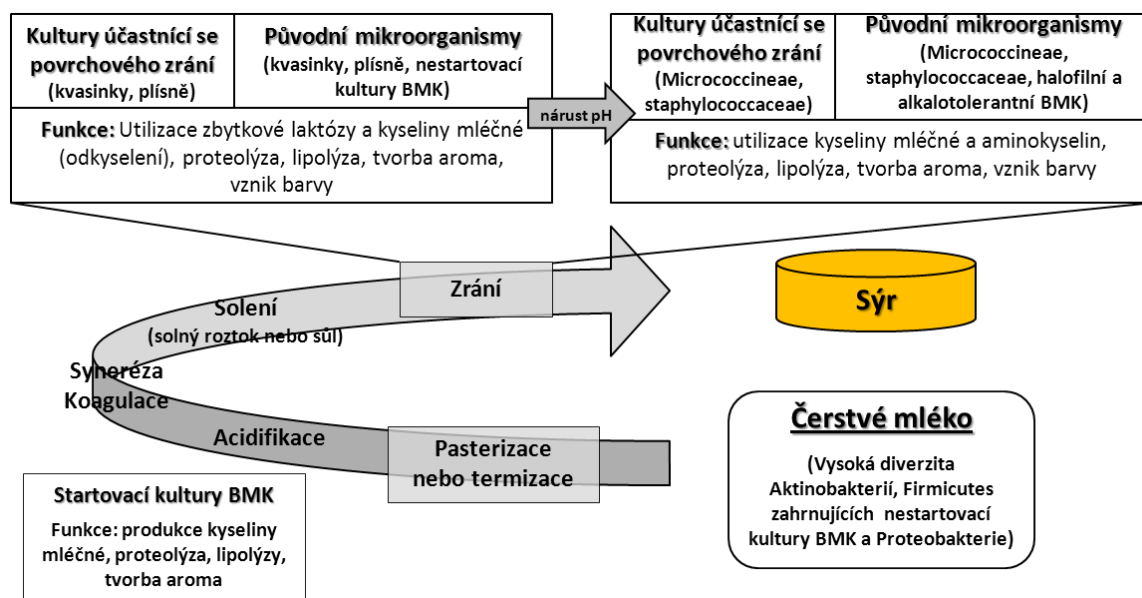 Kultury účastnící se
povrchového zrání
(kvasinky, plísně)
Původní mikroorganismy
(kvasinky, plísně, nestartovací
kultury BMK)
Funkce: Utilizace zbytkové laktózy a kyseliny mléčné
(odkyselení), proteolýza, lipolýza, tvorba aroma,
vznik barvy
nárust pH
Kultury účastnící se
povrchového zrání
(Micrococcineae,
staphylococcaceae)
Původní mikroorganismy
(Micrococcineae,
staphylococcaceae, halofilní a
alkalotolerantní BMK)
Funkce: utilizace kyseliny mléčné a aminokyselin,
proteolýza, lipolýza, tvorba aroma, vznik barvy
Zrání
Solení
(solný roztok nebo sůl)
Sýr
Syneréza
Koagulace
Acidifikace
Pasterizace
nebo termizace
Čerstvé mléko
(Vysoká diverzita
Aktinobakterií, Firmicutes
zahrnujících nestartovací
kultury BMK a Proteobakterie)
Startovací kultury BMK
Funkce: produkce kyseliny
mléčné, proteolýza, lipolýzy,
tvorba aroma